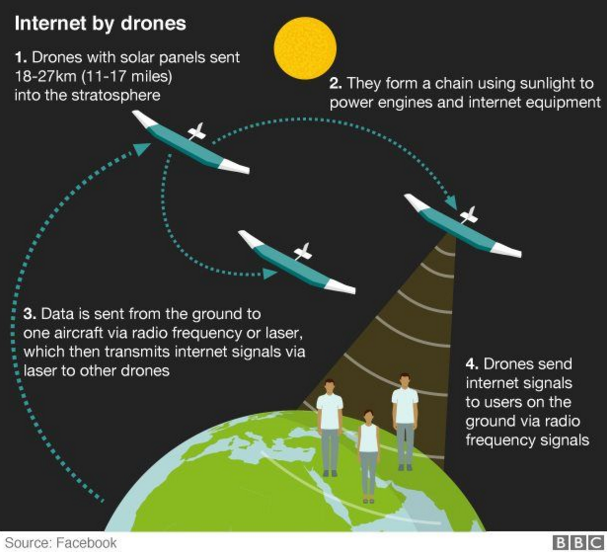 Internet by drones
1. Drones with solar panels sent
18-27km (11-17 miles)
into the stratosphere
2. They form a chain using sunlight to
power engines and internet equipment
3. Data is sent from the ground to
one aircraft via radio frequency or laser,
which then transmits internet signals via
laser to other drones
4. Drones send
internet signals
to users on the
ground via radio
frequency signals
Source: Facebook
BBC